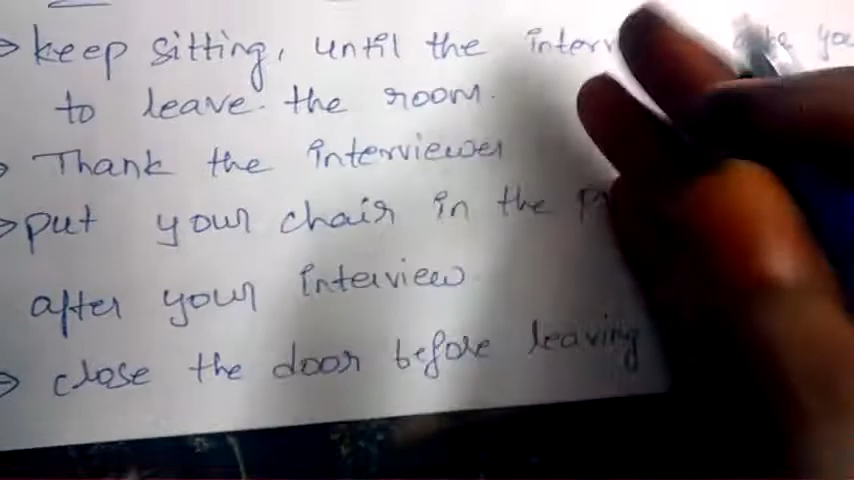 keep sitting, until the
to leave. the room.
Thank the interviewer
put your chair in the
after your interview
close the door before leaving